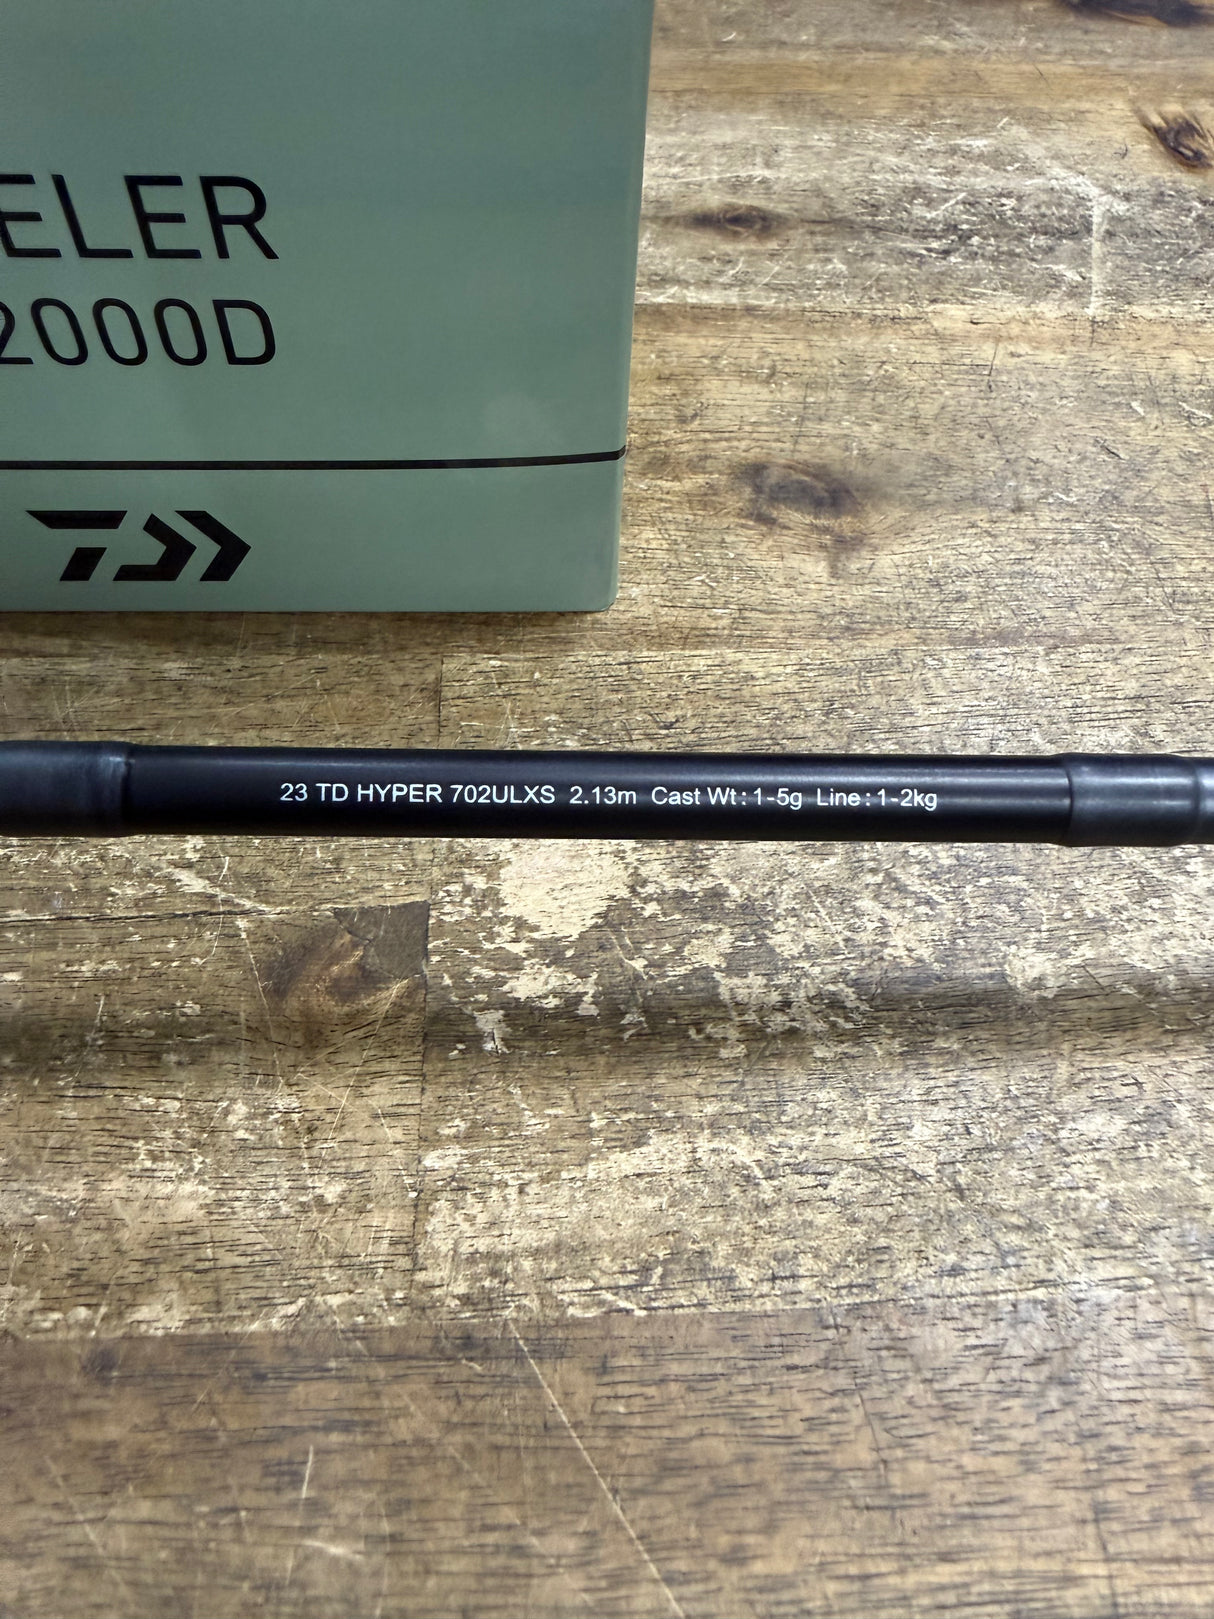 ELER
2000D
23 TD HYPER 702ULXS 2.13m Cast Wt: 1-5g Line: 1-2kg